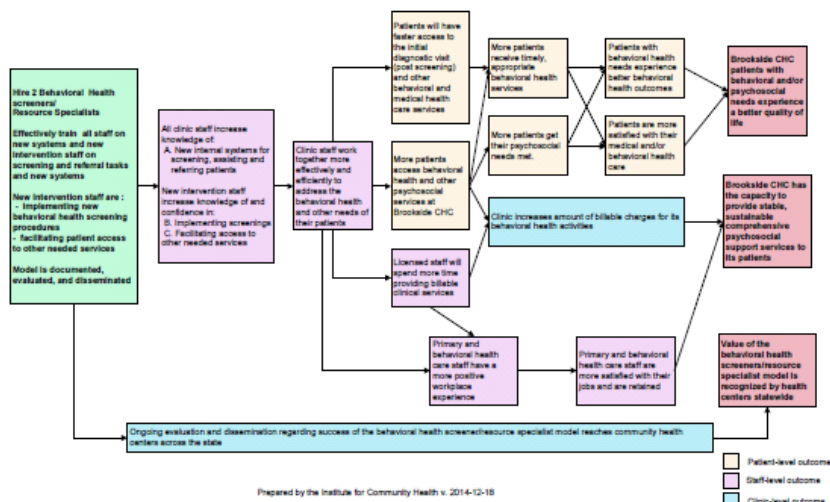 Hire 2 Behavioral Health
screeners/
Resource Specialists
Effectively train all staff on
new systems and new
intervention staff on
screening and referral tasks
and new systems
New intervention staff are :
- implementing new
behavioral health screening
procedures
- facilitating patient access
to other needed services
Model is documented,
evaluated, and disseminated
All clinic staff increase
knowledge of:
A. New internal systems for
screening, assisting and
referring patients
New intervention staff
increase knowledge of and
confidence in:
B. Implementing screenings
C. Facilitating access to
other needed services
Clinic staff work
together more
effectively and
efficiently to
address the
behavioral health
and other needs of
their patients
Patients will have
faster access to
the initial
diagnostic visit
(post screening)
and other
behavioral and
medical health
care services
More patients
access behavioral
health and other
psychosocial
services at
Brookside CHC
Licensed staff will
spend more time
providing billable
clinical services
More patients
receive timely,
appropriate
behavioral health
services
More patients get
their psychosocial
needs met.
Patients with
behavioral health
needs experience
better behavioral
health outcomes
Patients are more
satisfied with their
medical and/or
behavioral health
care
Clinic increases amount of billable charges for its
behavioral health activities
Primary and
behavioral health
care staff have a
more positive
workplace
experience
Primary and behavioral
health care staff are
more satisfied with their
jobs and are retained
Brookside CHC
patients with
behavioral and/or
psychosocial
needs experience
a better quality of
life
Brookside CHC has
the capacity to
provide stable,
sustainable
comprehensive
psychosocial
support services to
its patients
Value of the
behavioral health
screeners/resource
specialist model is
recognized by health
centers statewide
Ongoing evaluation and dissemination regarding success of the behavioral health screener/resource specialist model reaches community health
centers across the state
Patient-level outcome
Staff-level outcome
Clinic-level outcome
Prepared by the Institute for Community Health v. 2014-12-18